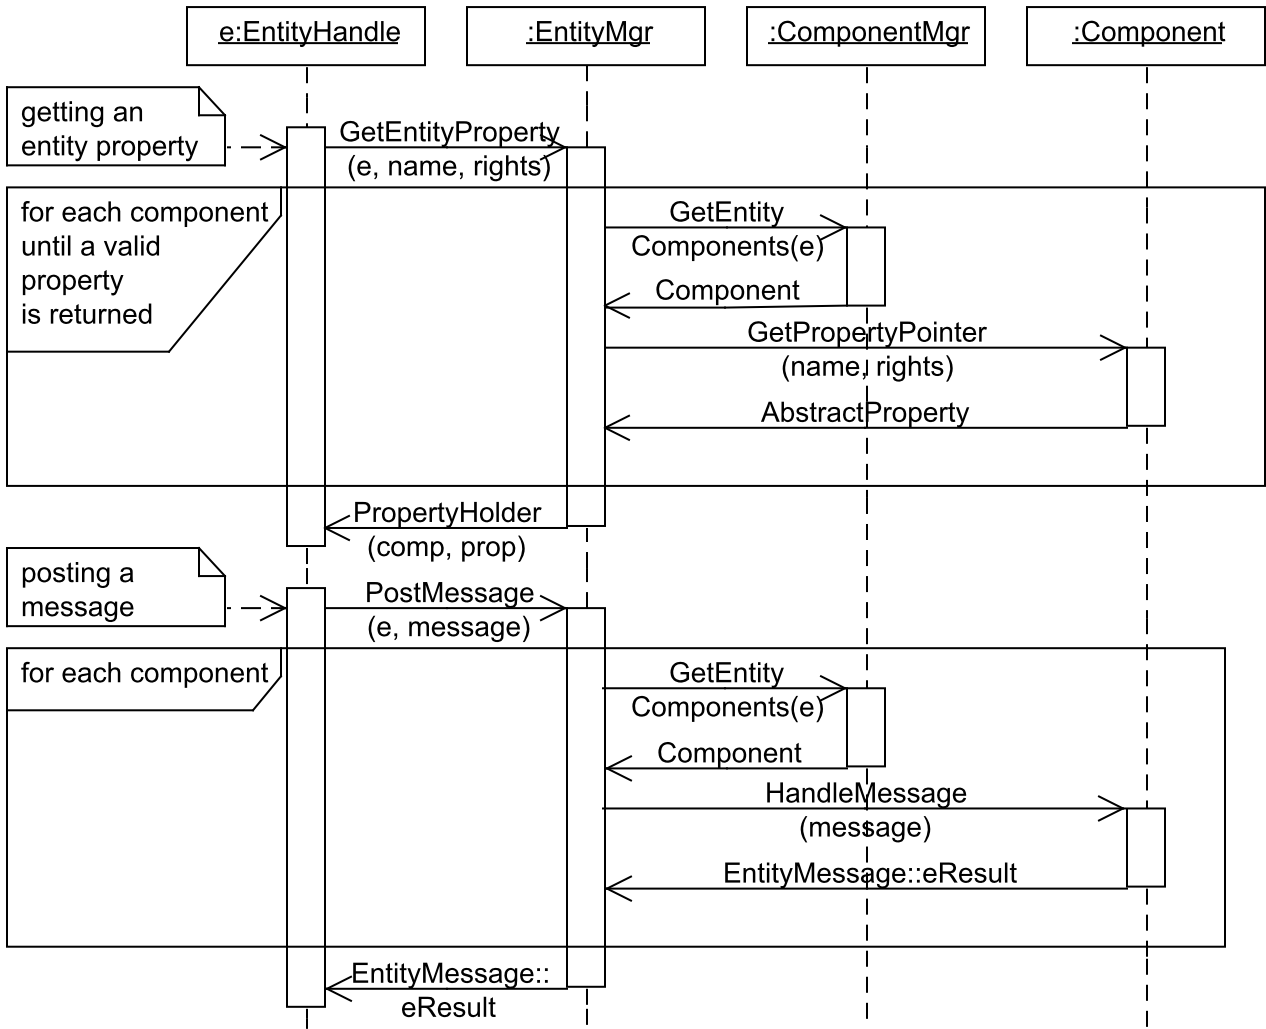 e:EntityHandle
:EntityMgr
:ComponentMgr
:Component
getting an
entity property
GetEntityProperty
(e, name, rights)
for each component
until a valid
property
is returned
GetEntity
Components(e)
Component
GetPropertyPointer
(name, rights)
AbstractProperty
PropertyHolder
(comp, prop)
posting a
message
PostMessage
(e, message)
for each component
GetEntity
Components(e)
Component
HandleMessage
(message)
EntityMessage::eResult
EntityMessage::
eResult